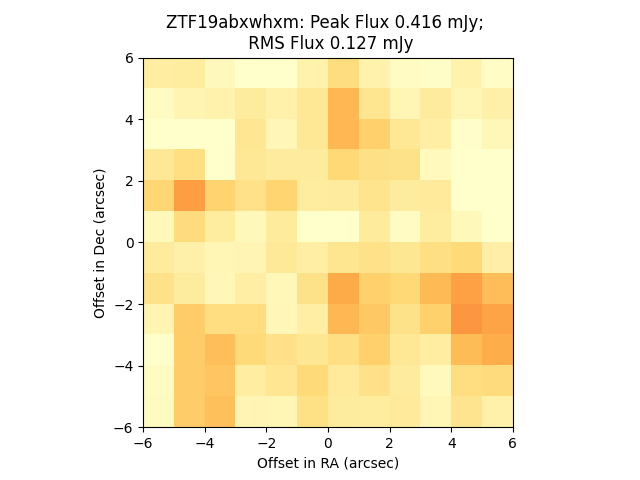 ZTF19abxwhxm: Peak Flux 0.416 mJy;
RMS Flux 0.127 mJy
6
4
2
0
−2
−4
−6
Offset in Dec (arcsec)
−6 −4 −2 0 2 4 6
Offset in RA (arcsec)